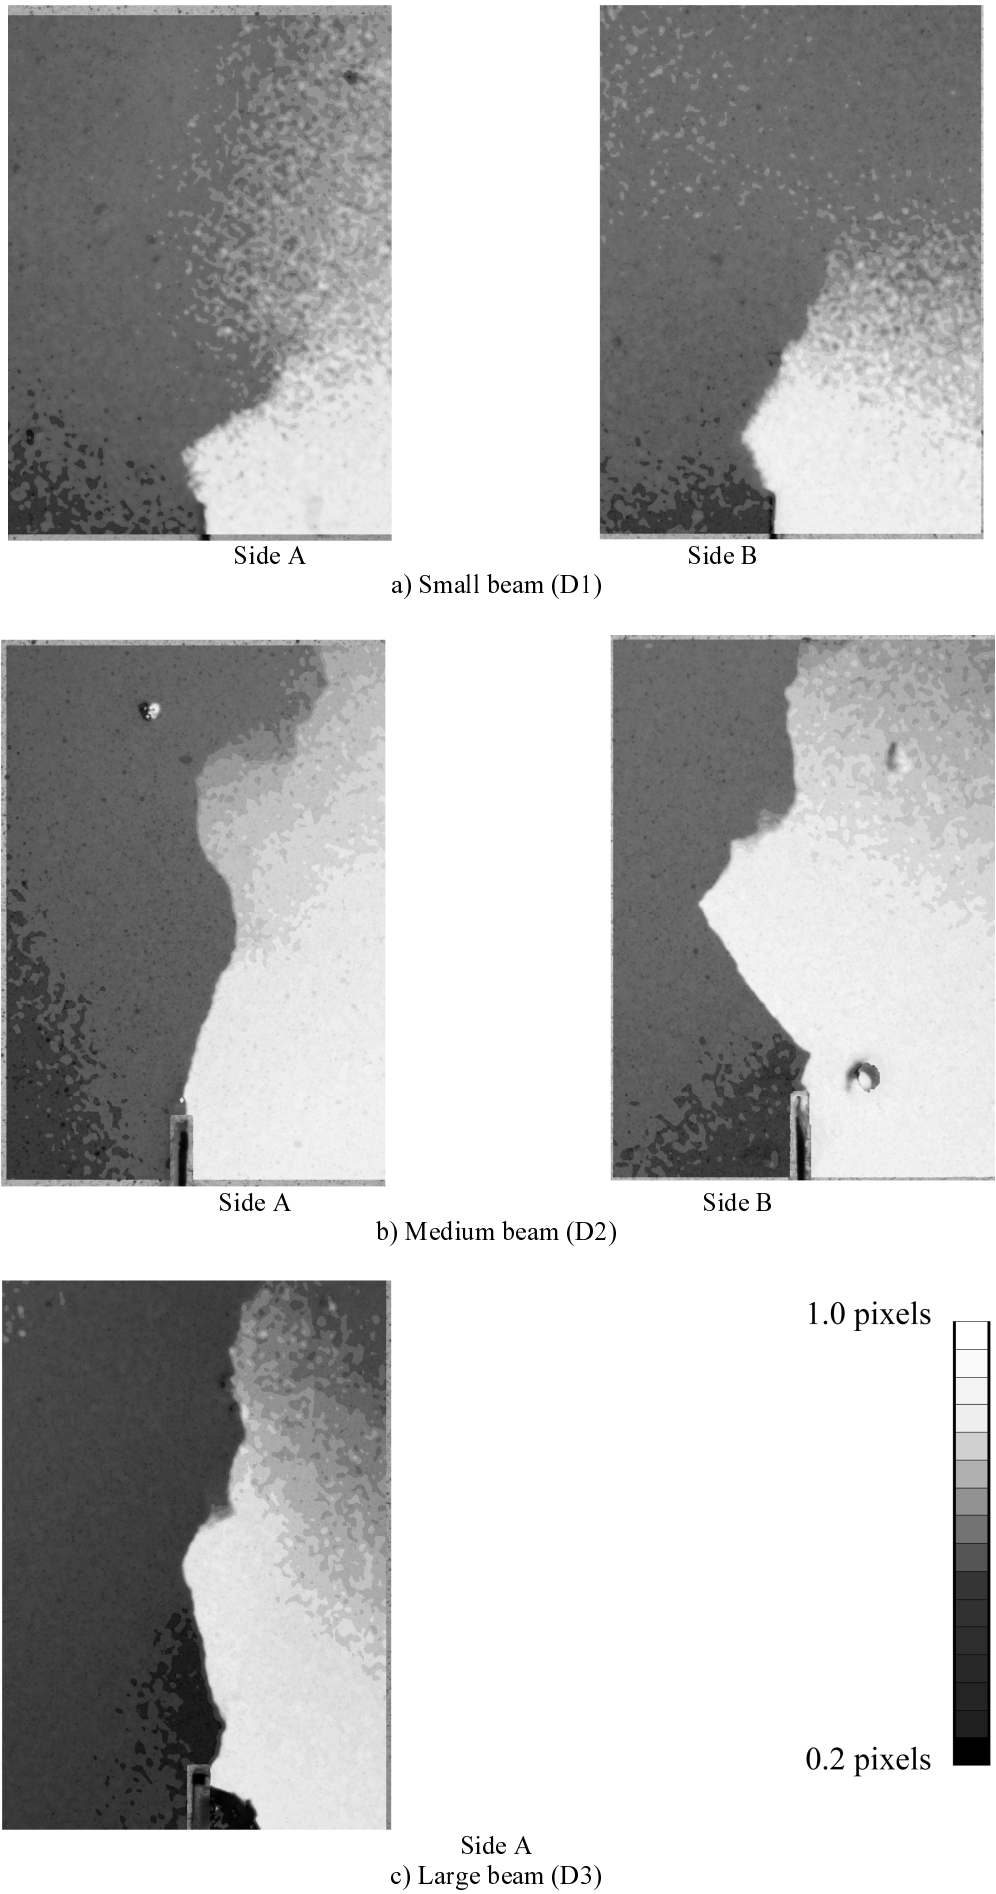 Side A
Side B
a) Small beam (D1)
Side A
Side B
b) Medium beam (D2)
1.0 pixels
0.2 pixels
Side A
c) Large beam (D3)